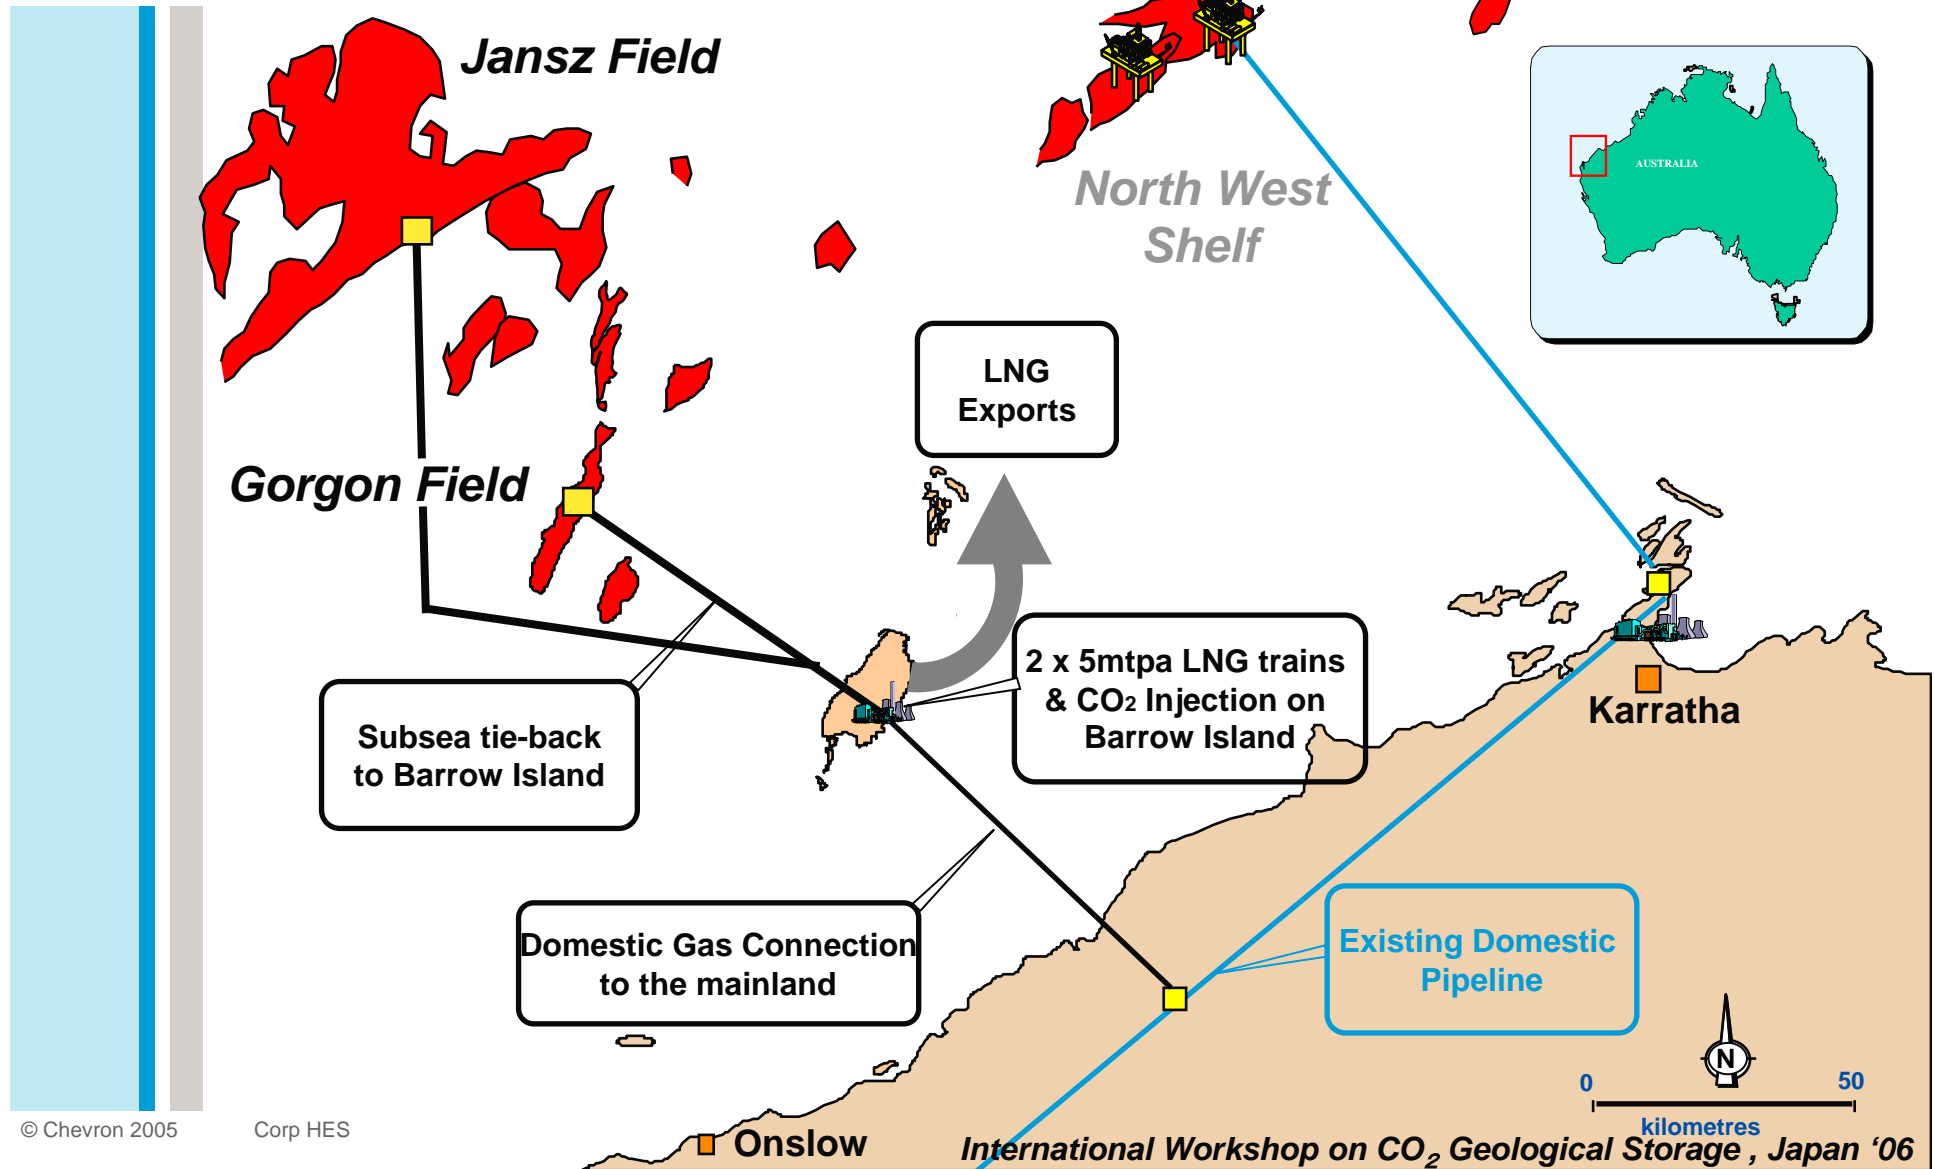 Jansz Field
North West
Shelf
AUSTRALIA
LNG
Exports
Gorgon Field
2 x 5mtpa LNG trains
& CO₂ Injection on
Barrow Island
Karratha
Subsea tie-back
to Barrow Island
Domestic Gas Connection
to the mainland
Existing Domestic
Pipeline
N
0 50
kilometres
© Chevron 2005 Corp HES
Onslow
International Workshop on CO₂ Geological Storage , Japan ‘06